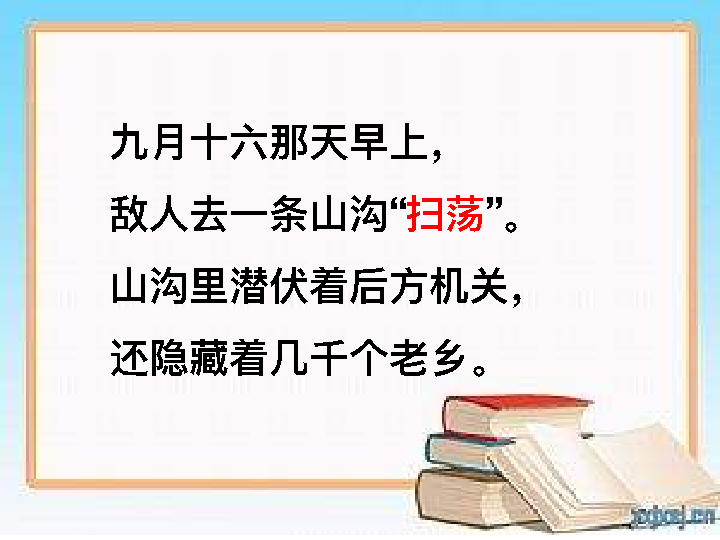 九月十六那天早上，
敌人去一条山沟“扫荡”。
山沟里潜伏着后方机关，
还隐藏着几千个老乡。